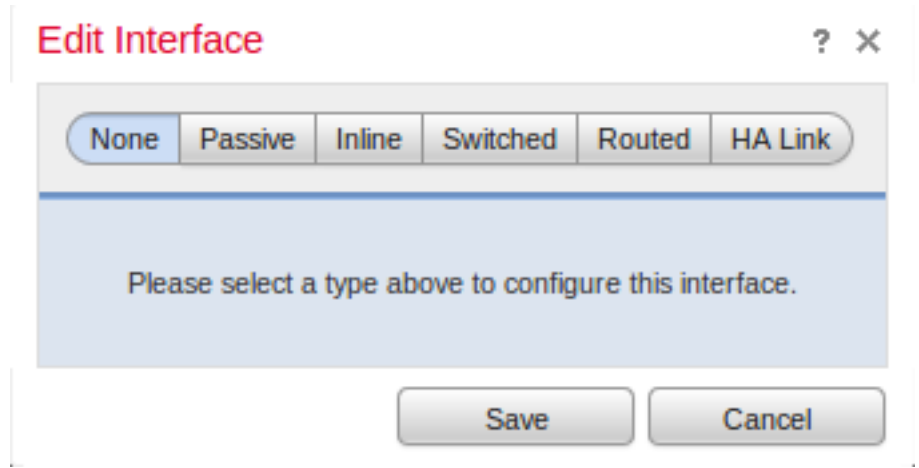 Edit Interface ? ×
None Passive Inline Switched Routed HA Link
Please select a type above to configure this interface.
Save Cancel